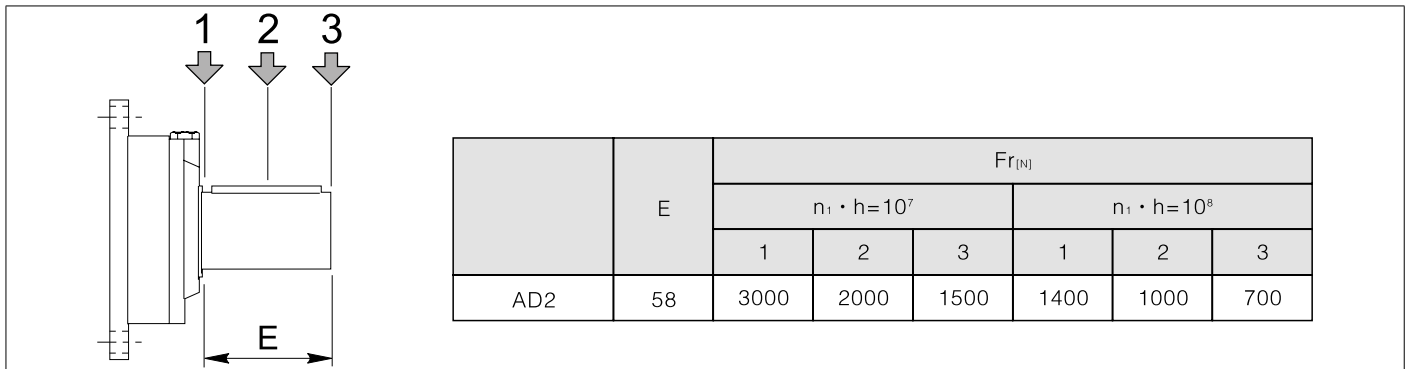 1 2 3
E
E Fr[N]
n₁ · h=10⁷ n₁ · h=10⁸
1 2 3 1 2 3
AD2 58 3000 2000 1500 1400 1000 700